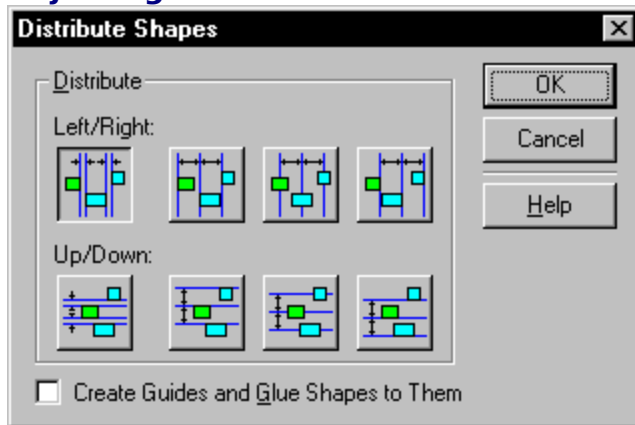 Distribute Shapes
Distribute
OK
Left/Right:
Cancel
Help
Up/Down:
Create Guides and Glue Shapes to Them